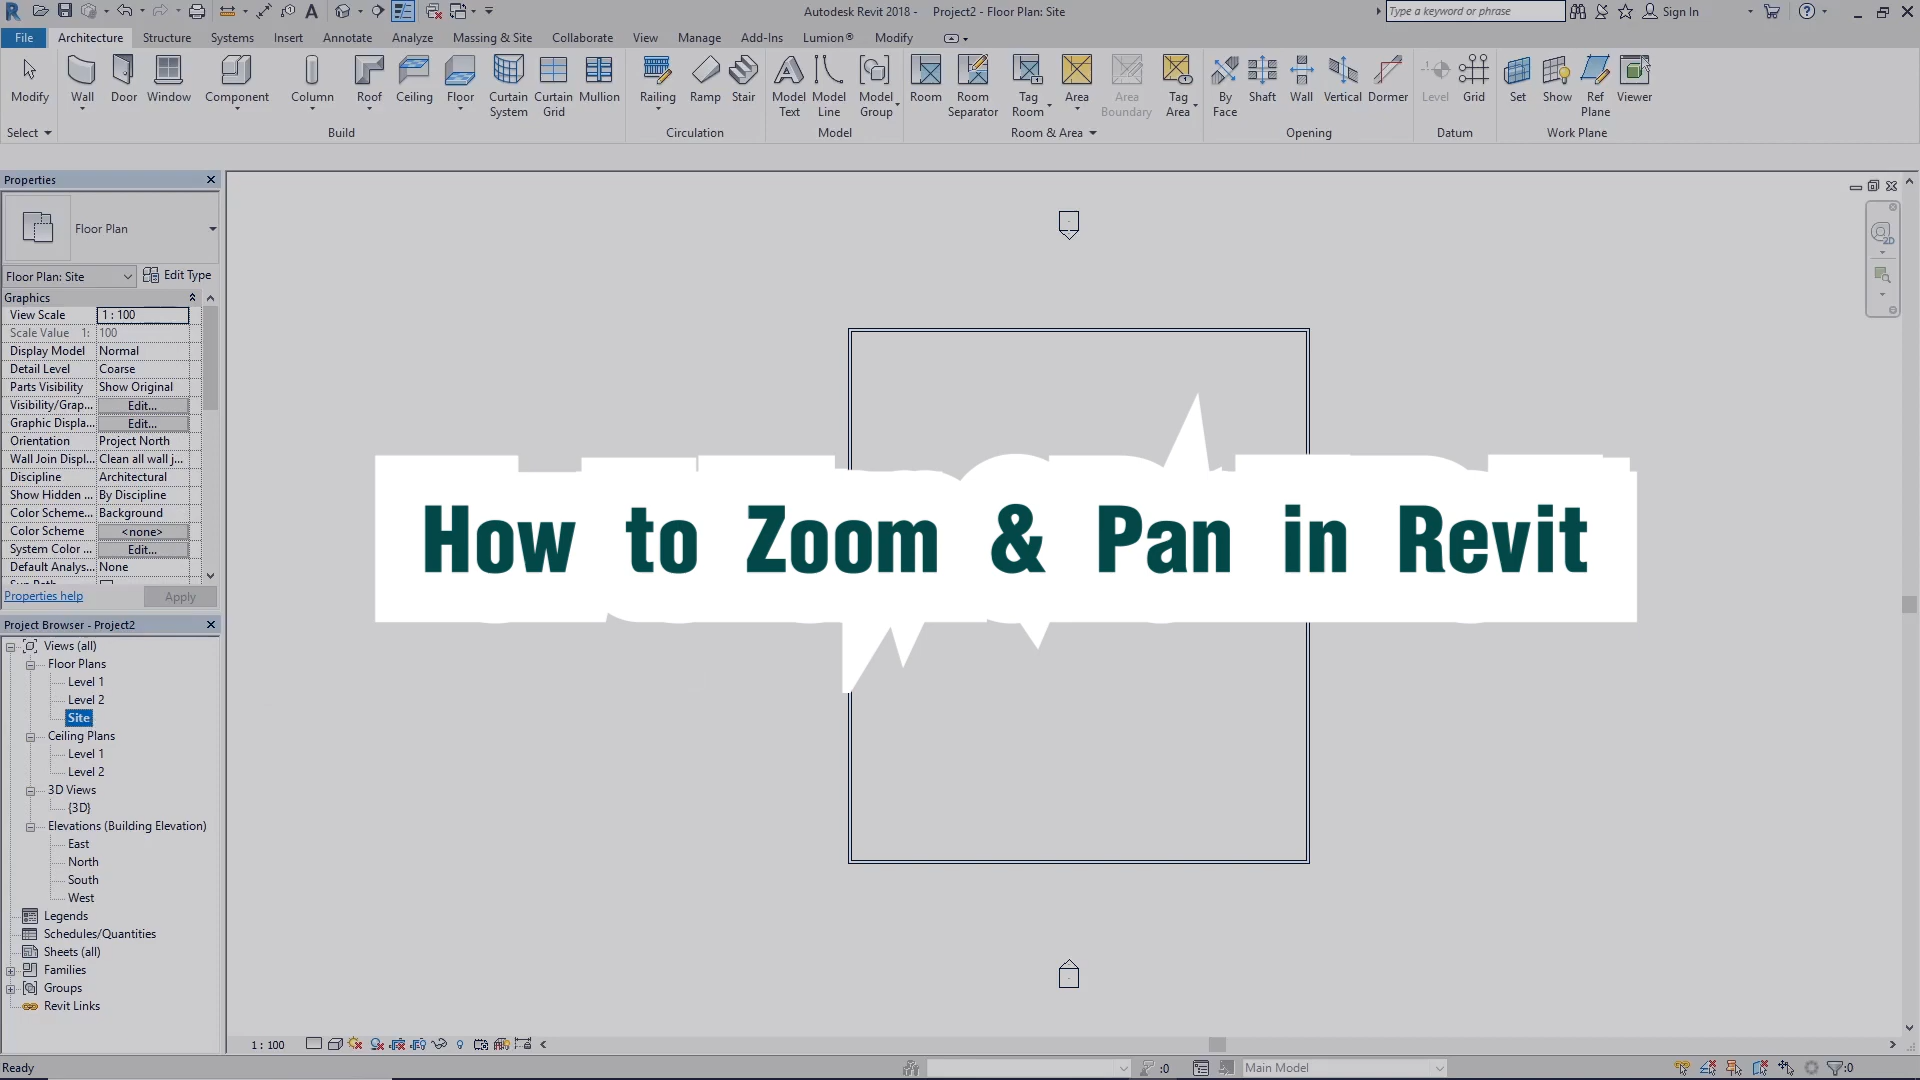 Autodesk Revit 2018 - Project2 - Floor Plan: Site
Type a keyword or phrase
Sign In
File Architecture Structure Systems Insert Annotate Analyze Massing & Site Collaborate View Manage Add-Ins Lumion® Modify
Modify Wall Door Window Component Column Roof Ceiling Floor Curtain System Curtain Grid Mullion Railing Ramp Stair Model Text Model Line Model Group Room Room Separator Tag Room Area Area Boundary Tag Area By Face Shaft Wall Vertical Dormer Level Grid Set Show Ref Plane Viewer
Select Build Circulation Model Room & Area Opening Datum Work Plane
Properties
Floor Plan
Floor Plan: Site Edit Type
Graphics
View Scale 1 : 100
Scale Value 1: 100
Display Model Normal
Detail Level Coarse
Parts Visibility Show Original
Visibility/Grap... Edit...
Graphic Displa... Edit...
Orientation Project North
Wall Join Displ... Clean all wall j...
Discipline Architectural
Show Hidden ... By Discipline
Color Scheme... Background
Color Scheme <none>
System Color ... Edit...
Default Analys... None
Properties help Apply
Project Browser - Project2
Views (all)
Floor Plans
Level 1
Level 2
Site
Ceiling Plans
Level 1
Level 2
3D Views
{3D}
Elevations (Building Elevation)
East
North
South
West
Legends
Schedules/Quantities
Sheets (all)
Families
Groups
Revit Links
2D
How to Zoom & Pan in Revit
1 : 100
Ready
:0
Main Model
:0